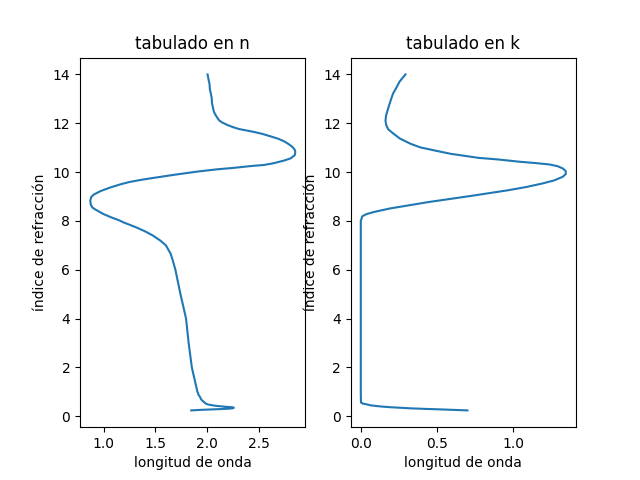 tabulado en n
tabulado en k
14
12
10
8
6
4
2
0
1.0 1.5 2.0 2.5
longitud de onda
índice de refracción
14
12
10
8
6
4
2
0
0.0 0.5 1.0
longitud de onda
índice de refracción